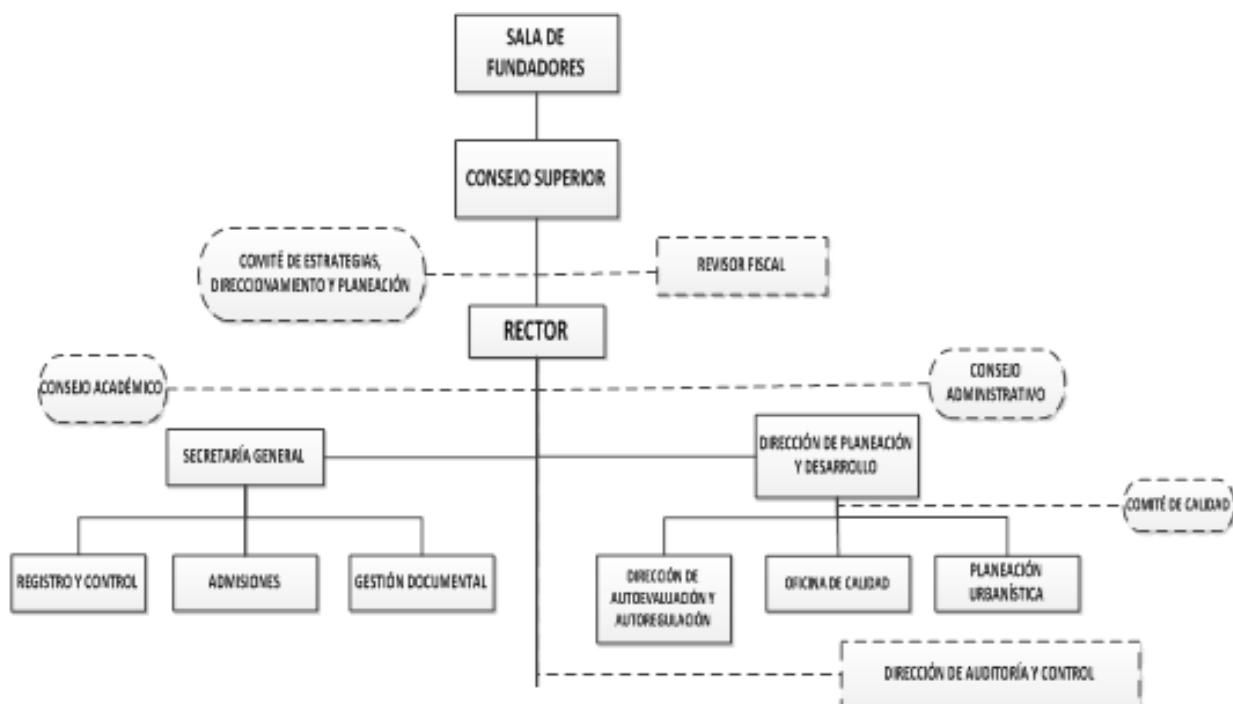 SALA DE
FUNDADORES
CONSEJO SUPERIOR
COMITÉ DE ESTRATEGIAS,
DIRECCIONAMIENTO Y PLANEACIÓN
REVISOR FISCAL
RECTOR
CONSEJO ACADÉMICO
CONSEJO
ADMINISTRATIVO
SECRETARÍA GENERAL
DIRECCIÓN DE PLANEACIÓN
Y DESARROLLO
COMITÉ DE CALIDAD
REGISTRO Y CONTROL
ADMISIONES
GESTIÓN DOCUMENTAL
DIRECCIÓN DE
AUTOEVALUACIÓN Y
AUTOREGULACIÓN
OFICINA DE CALIDAD
PLANEACIÓN
URBANÍSTICA
DIRECCIÓN DE AUDITORÍA Y CONTROL